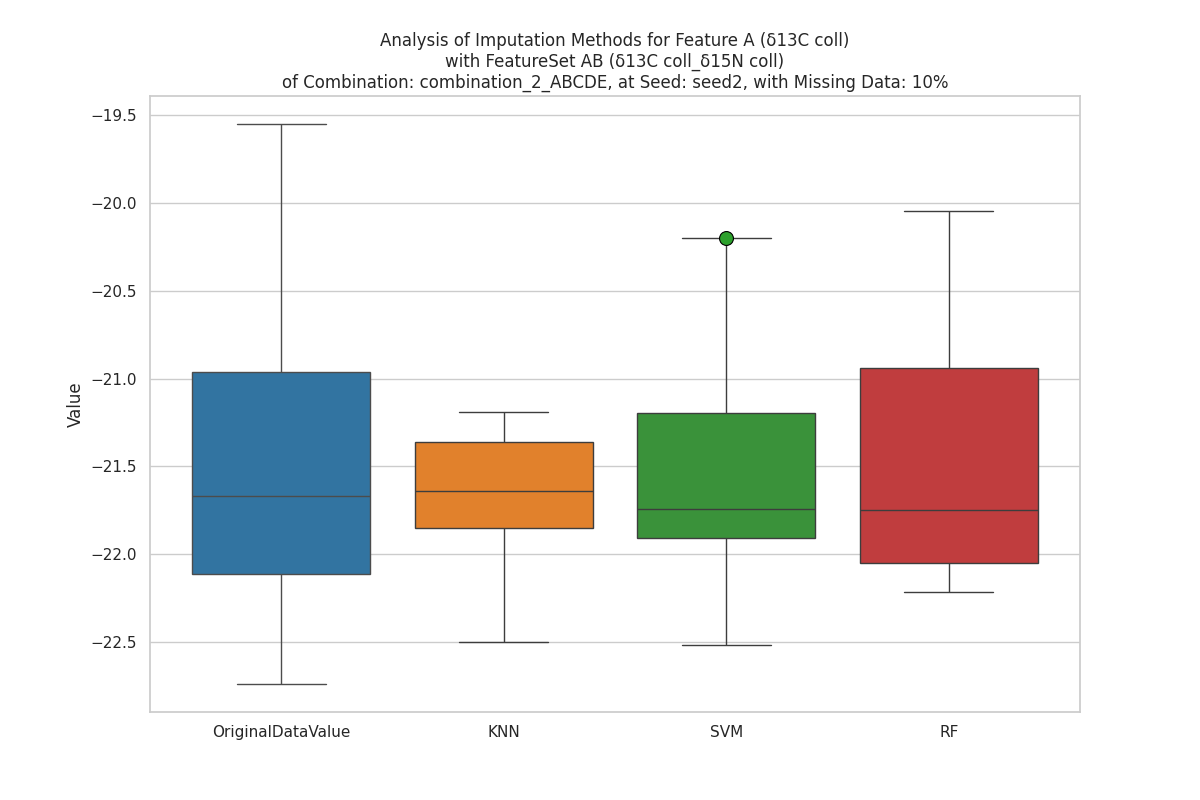 Analysis of Imputation Methods for Feature A (δ13C coll)
with FeatureSet AB (δ13C coll_δ15N coll)
of Combination: combination_2_ABCDE, at Seed: seed2, with Missing Data: 10%
−19.5
−20.0
−20.5
−21.0
−21.5
−22.0
−22.5
Value
OriginalDataValue
KNN
SVM
RF